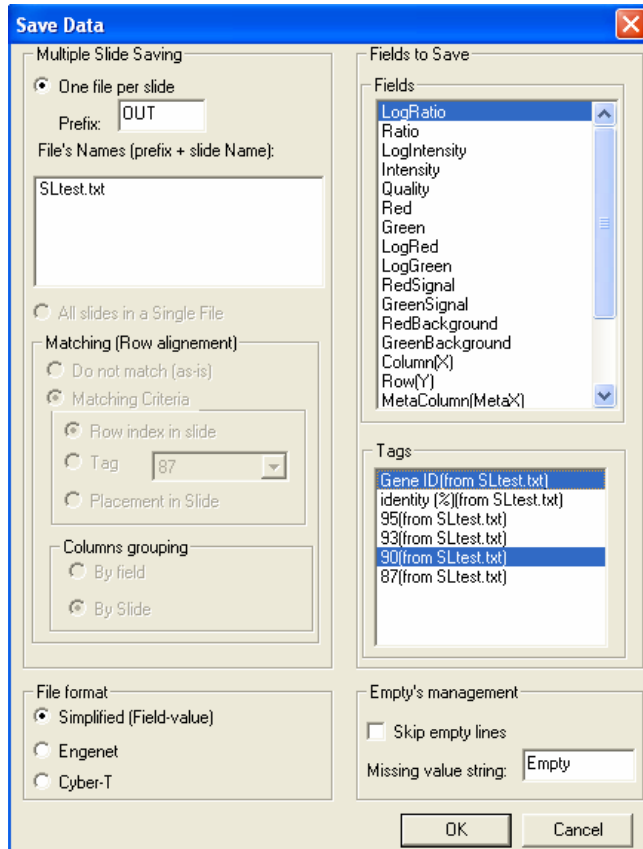 Save Data
Multiple Slide Saving
One file per slide
Prefix: OUT
File's Names (prefix + slide Name):
SLtest.txt
All slides in a Single File
Matching (Row alignement)
Do not match (as-is)
Matching Criteria
Row index in slide
Tag 87
Placement in Slide
Columns grouping
By field
By Slide
File format
Simplified (Field-value)
Engenet
Cyber-T
Fields to Save
Fields
LogRatio
Ratio
LogIntensity
Intensity
Quality
Red
Green
LogRed
LogGreen
RedSignal
GreenSignal
RedBackground
GreenBackground
Column(X)
Row(Y)
MetaColumn(MetaX)
Tags
Gene ID(from SLtest.txt)
identity (%)(from SLtest.txt)
95(from SLtest.txt)
93(from SLtest.txt)
90(from SLtest.txt)
87(from SLtest.txt)
Empty's management
Skip empty lines
Missing value string: Empty
OK Cancel